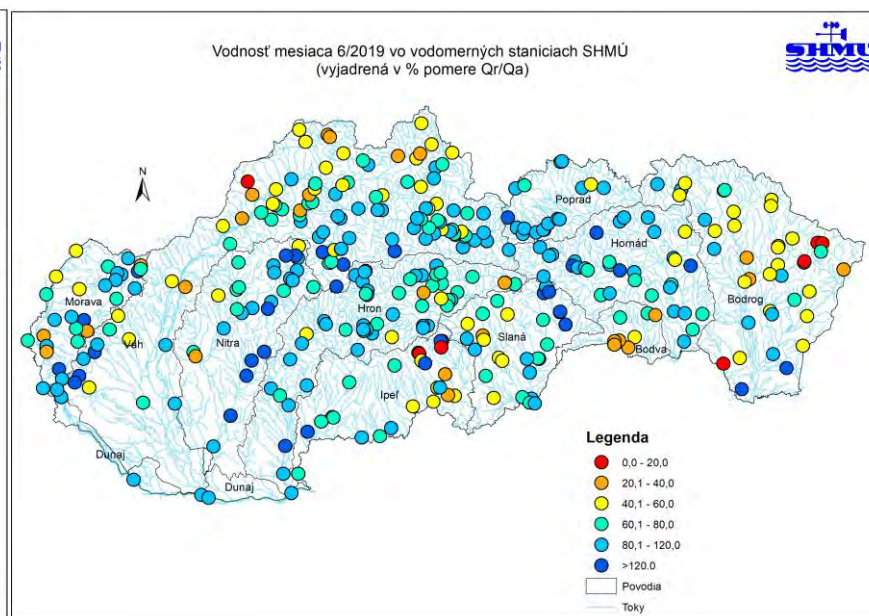 Vodnosť mesiaca 6/2019 vo vodomerných staniciach SHMÚ
(vyjadrená v % pomere Qr/Qa)
SHMÚ
N
Poprad
Hornád
Morava
Bodrog
Hron
Váh
Nitra
Slaná
Bodva
Ipeľ
Dunaj
Dunaj
Legenda
0,0 - 20,0
20,1 - 40,0
40,1 - 60,0
60,1 - 80,0
80,1 - 120,0
>120.0
Povodia
Toky